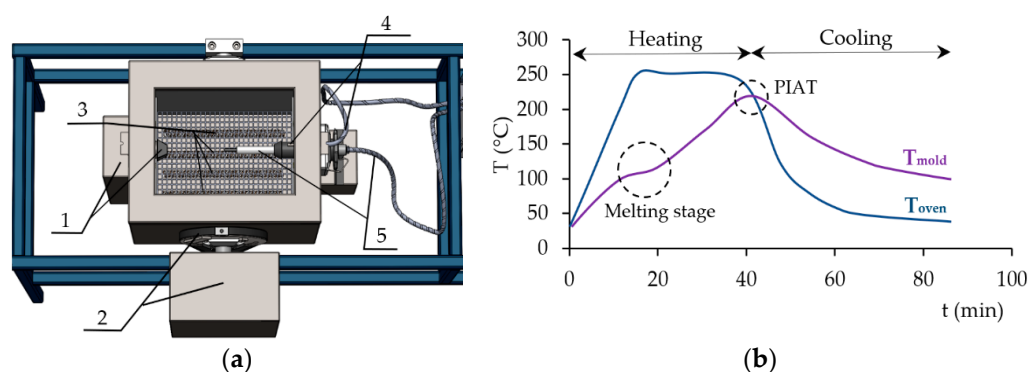 4
3
1
5
2
(a)
Heating
Cooling
300
250
200
150
100
50
0
T (°C)
PIAT
Melting stage
Tmold
Toven
0
20
40
60
80
100
t (min)
(b)